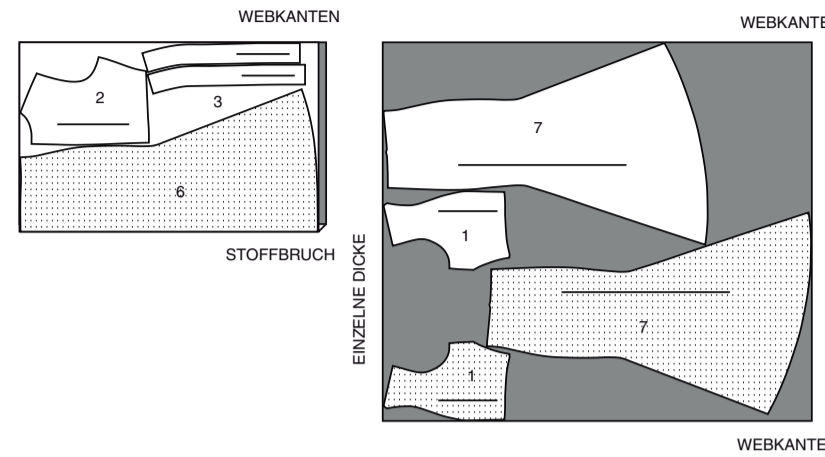 WEBKANTEN
2
3
6
STOFFBRUCH
WEBKANTE
7
1
EINZELNE DICKE
7
1
WEBKANTE